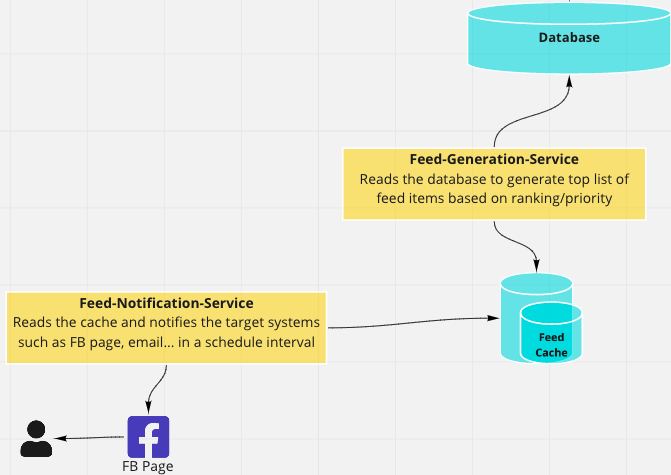 Database
Feed-Generation-Service
Reads the database to generate top list of
feed items based on ranking/priority
Feed-Notification-Service
Reads the cache and notifies the target systems
such as FB page, email... in a schedule interval
Feed
Cache
FB Page